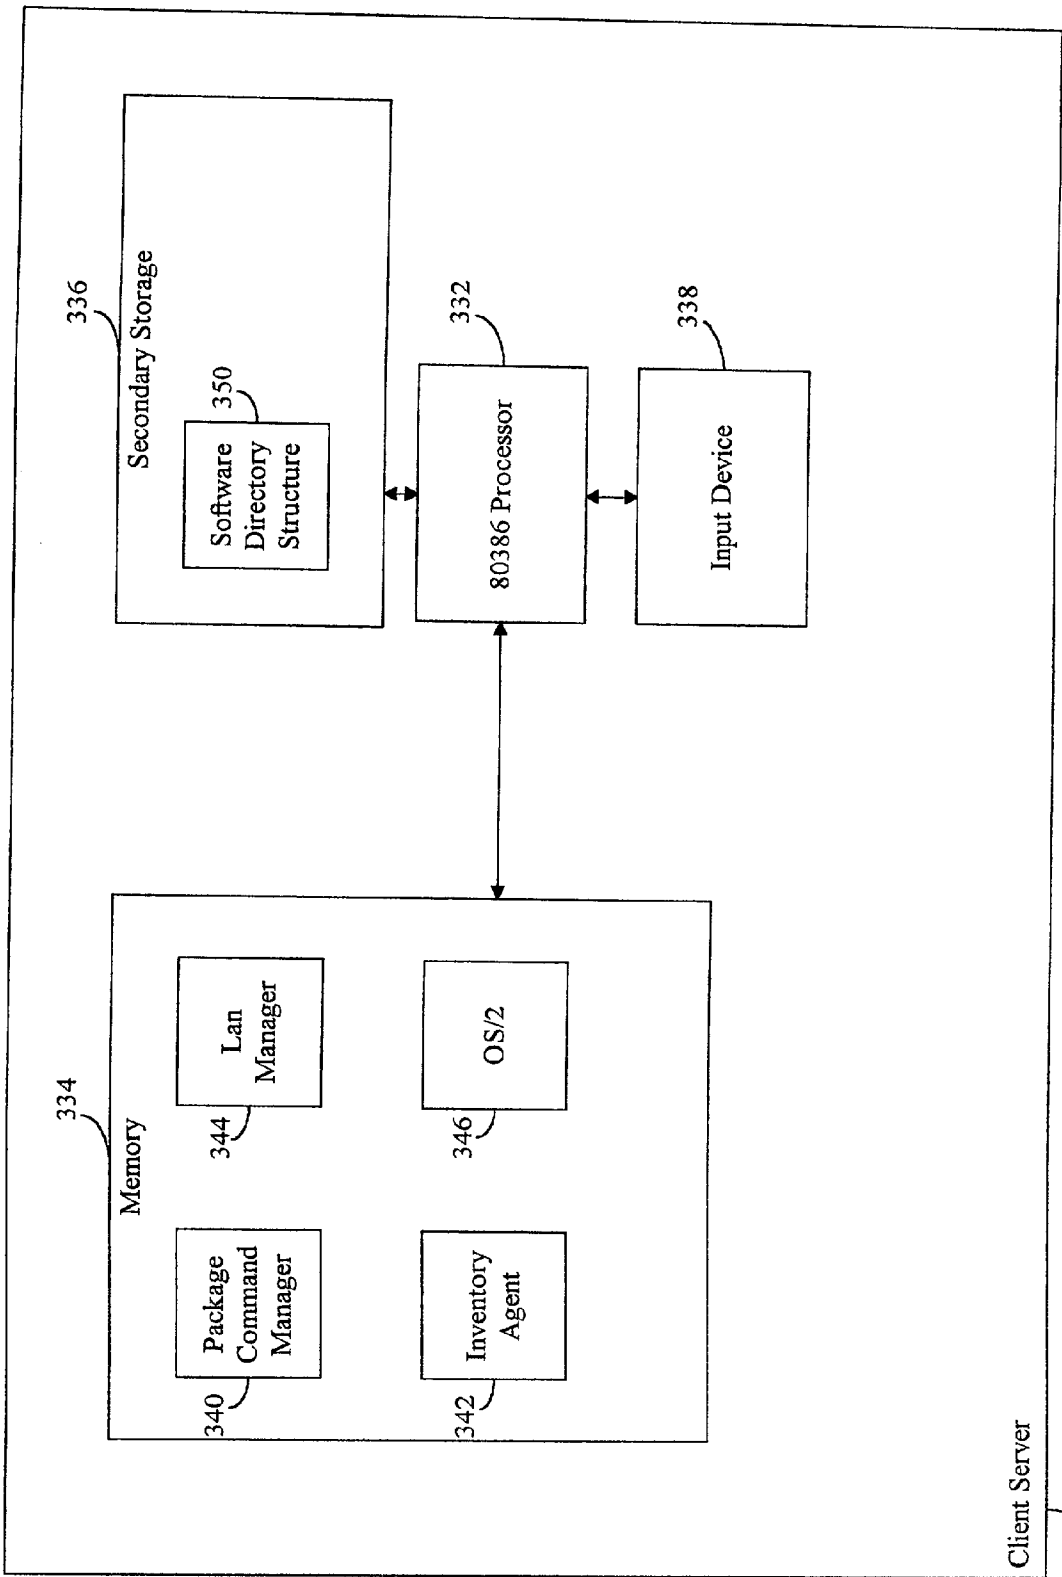 334
Memory
Package
Command
Manager
340
Lan
Manager
344
Inventory
Agent
342
OS/2
346
336
Secondary Storage
350
Software
Directory
Structure
332
80386 Processor
338
Input Device
Client Server